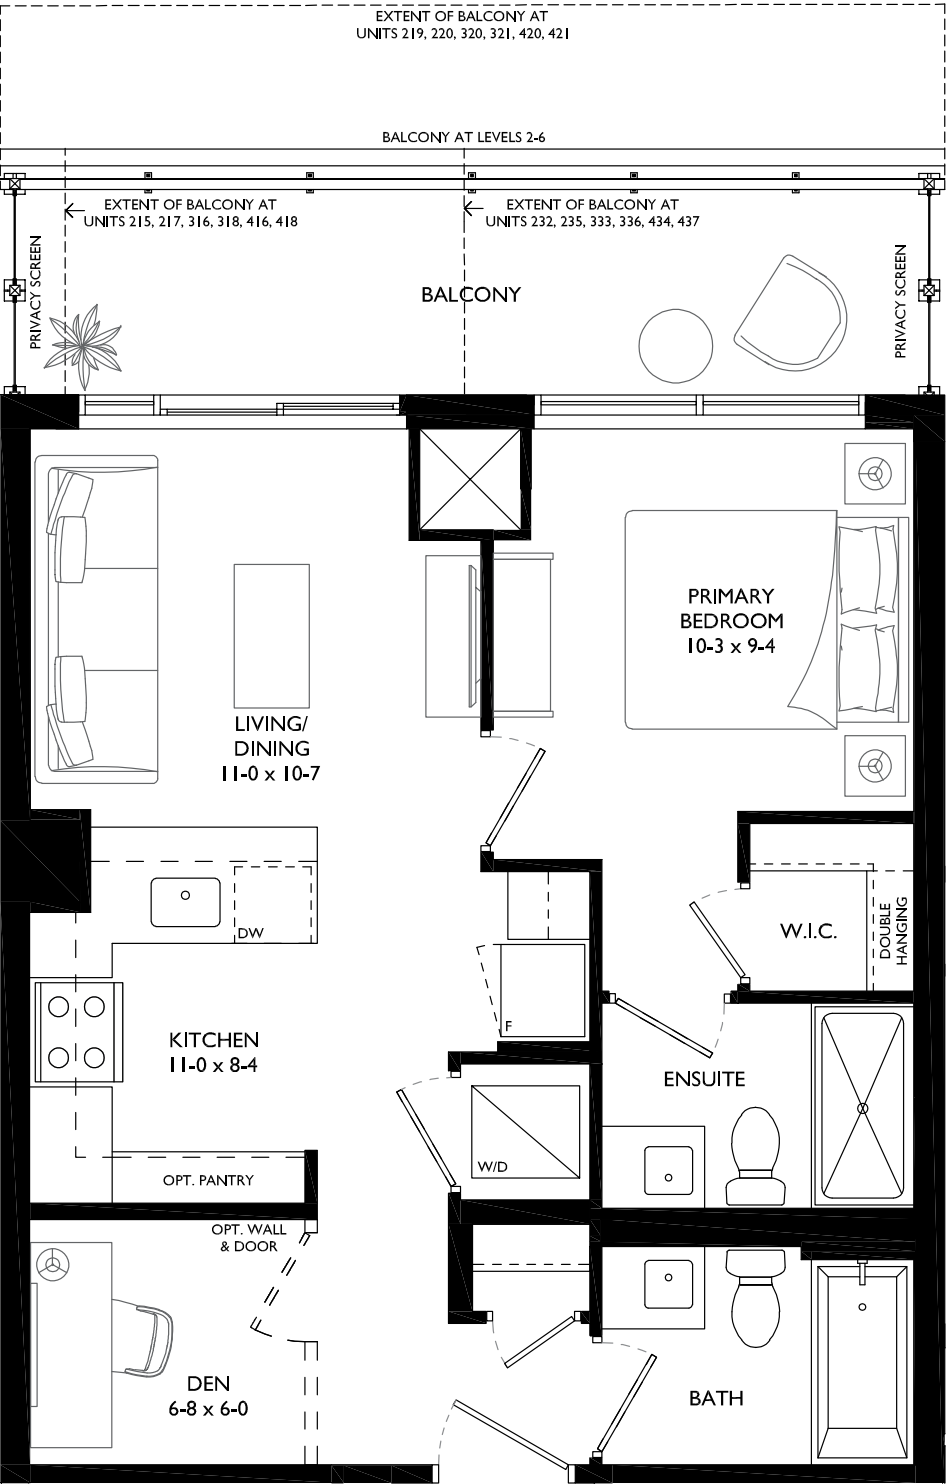 EXTENT OF BALCONY AT
UNITS 219, 220, 320, 321, 420, 421
BALCONY AT LEVELS 2-6
EXTENT OF BALCONY AT
UNITS 215, 217, 316, 318, 416, 418
EXTENT OF BALCONY AT
UNITS 232, 235, 333, 336, 434, 437
PRIVACY SCREEN
BALCONY
PRIVACY SCREEN
PRIMARY
BEDROOM
10-3 x 9-4
LIVING/
DINING
11-0 x 10-7
DW
W.I.C.
DOUBLE
HANGING
F
KITCHEN
11-0 x 8-4
ENSUITE
W/D
OPT. PANTRY
OPT. WALL
& DOOR
DEN
6-8 x 6-0
BATH